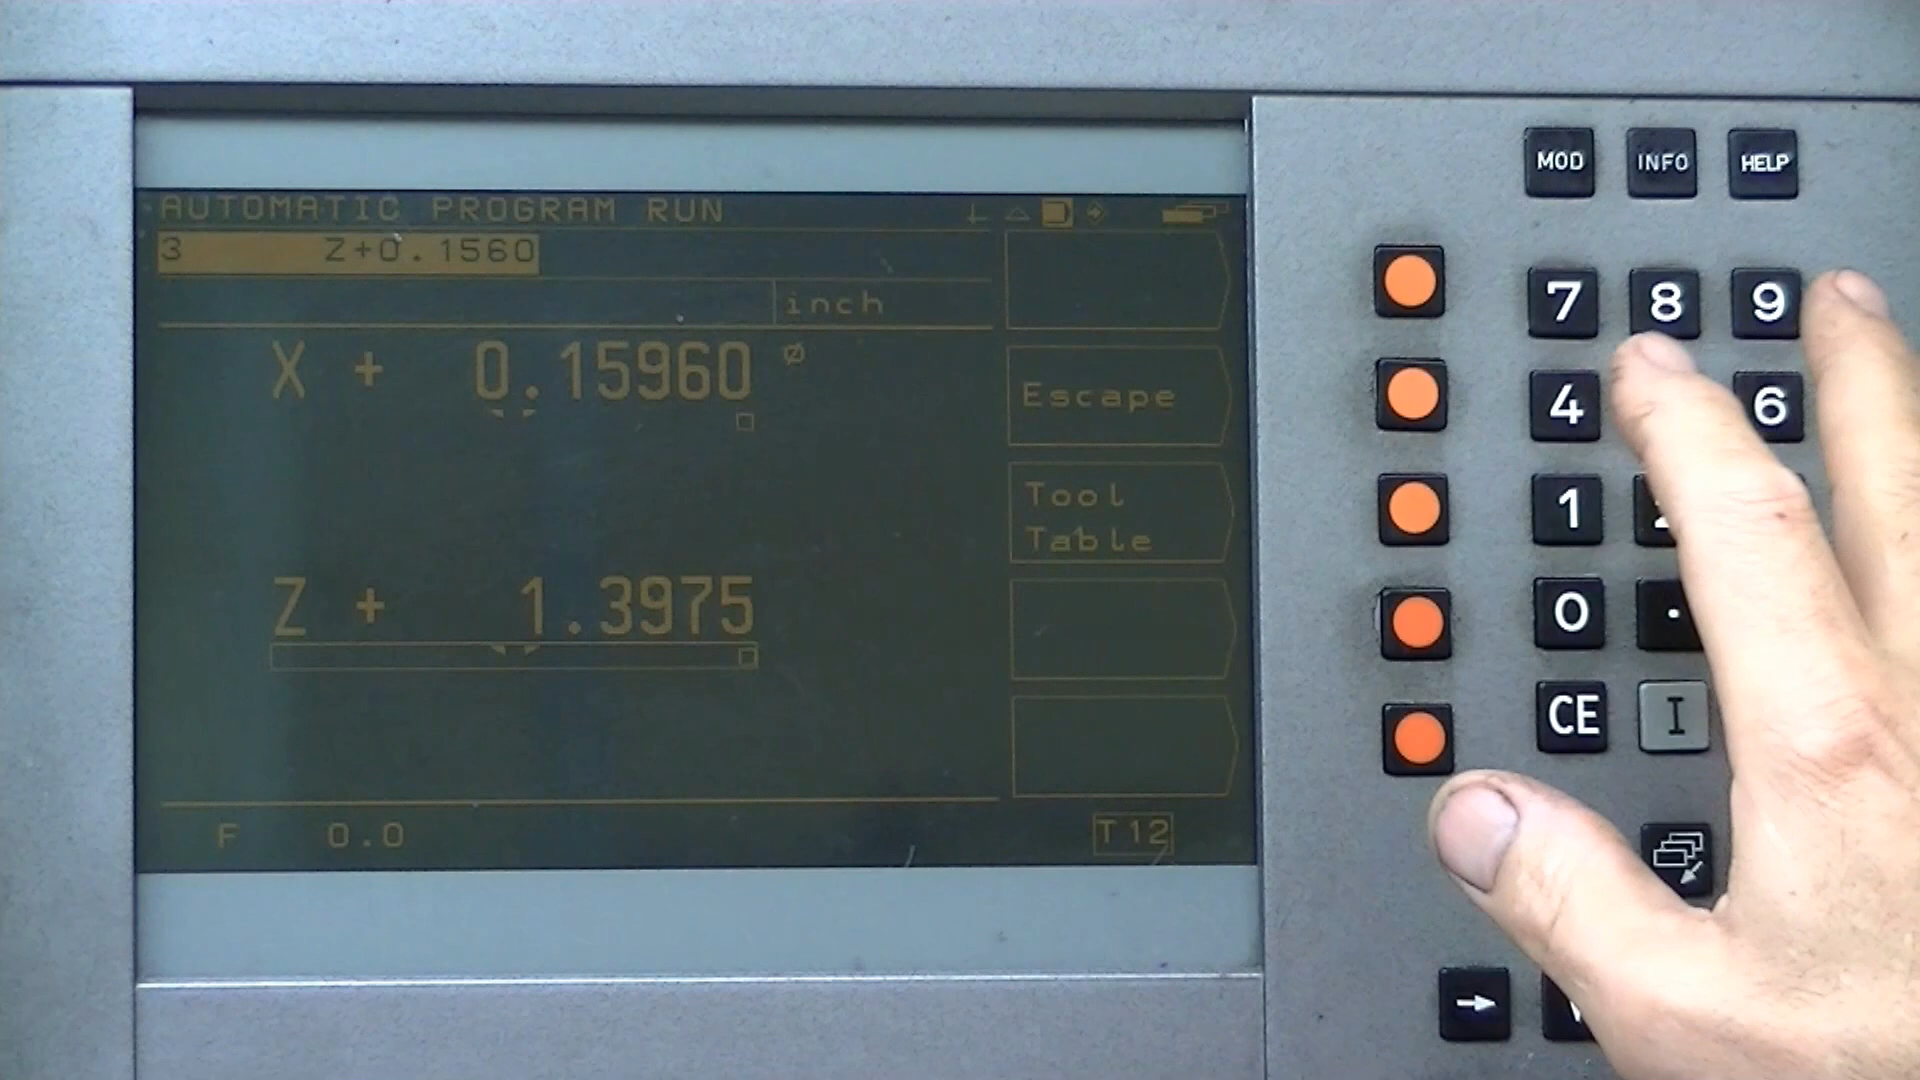 AUTOMATIC PROGRAM RUN
3 Z+0.1560
inch
X + 0.15960 Ø
Z + 1.3975
F 0.0
T 12
Escape
Tool
Table
MOD INFO HELP
7 8 9
4 6
1 2
0 .
CE I